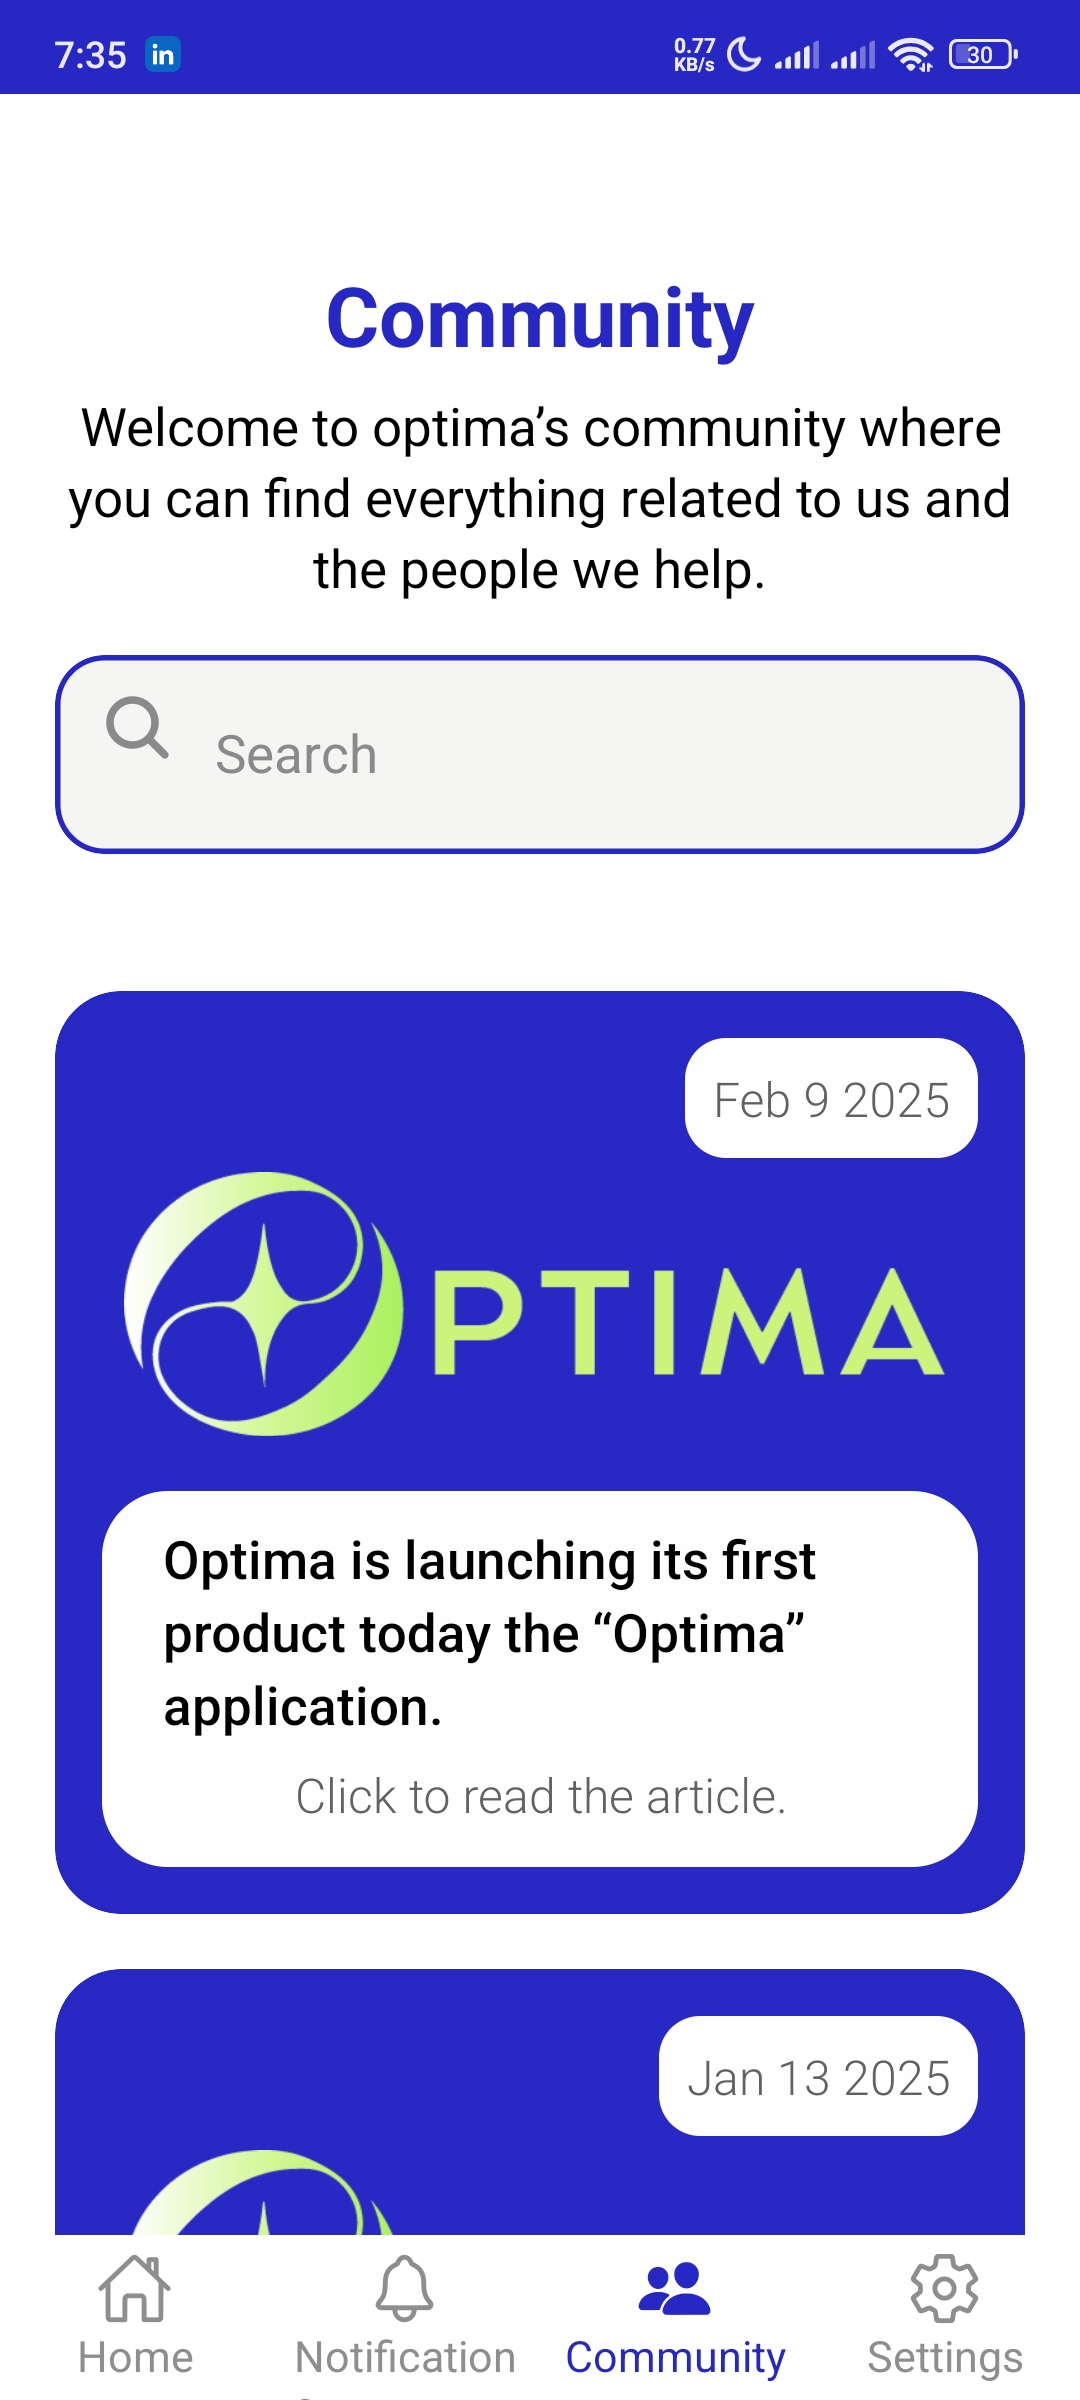 7:35 in 0.77 KB/s 30
Community
Welcome to optima’s community where
you can find everything related to us and
the people we help.
Search
Feb 9 2025
OPTIMA
Optima is launching its first
product today the “Optima”
application.
Click to read the article.
Jan 13 2025
Home Notification Community Settings